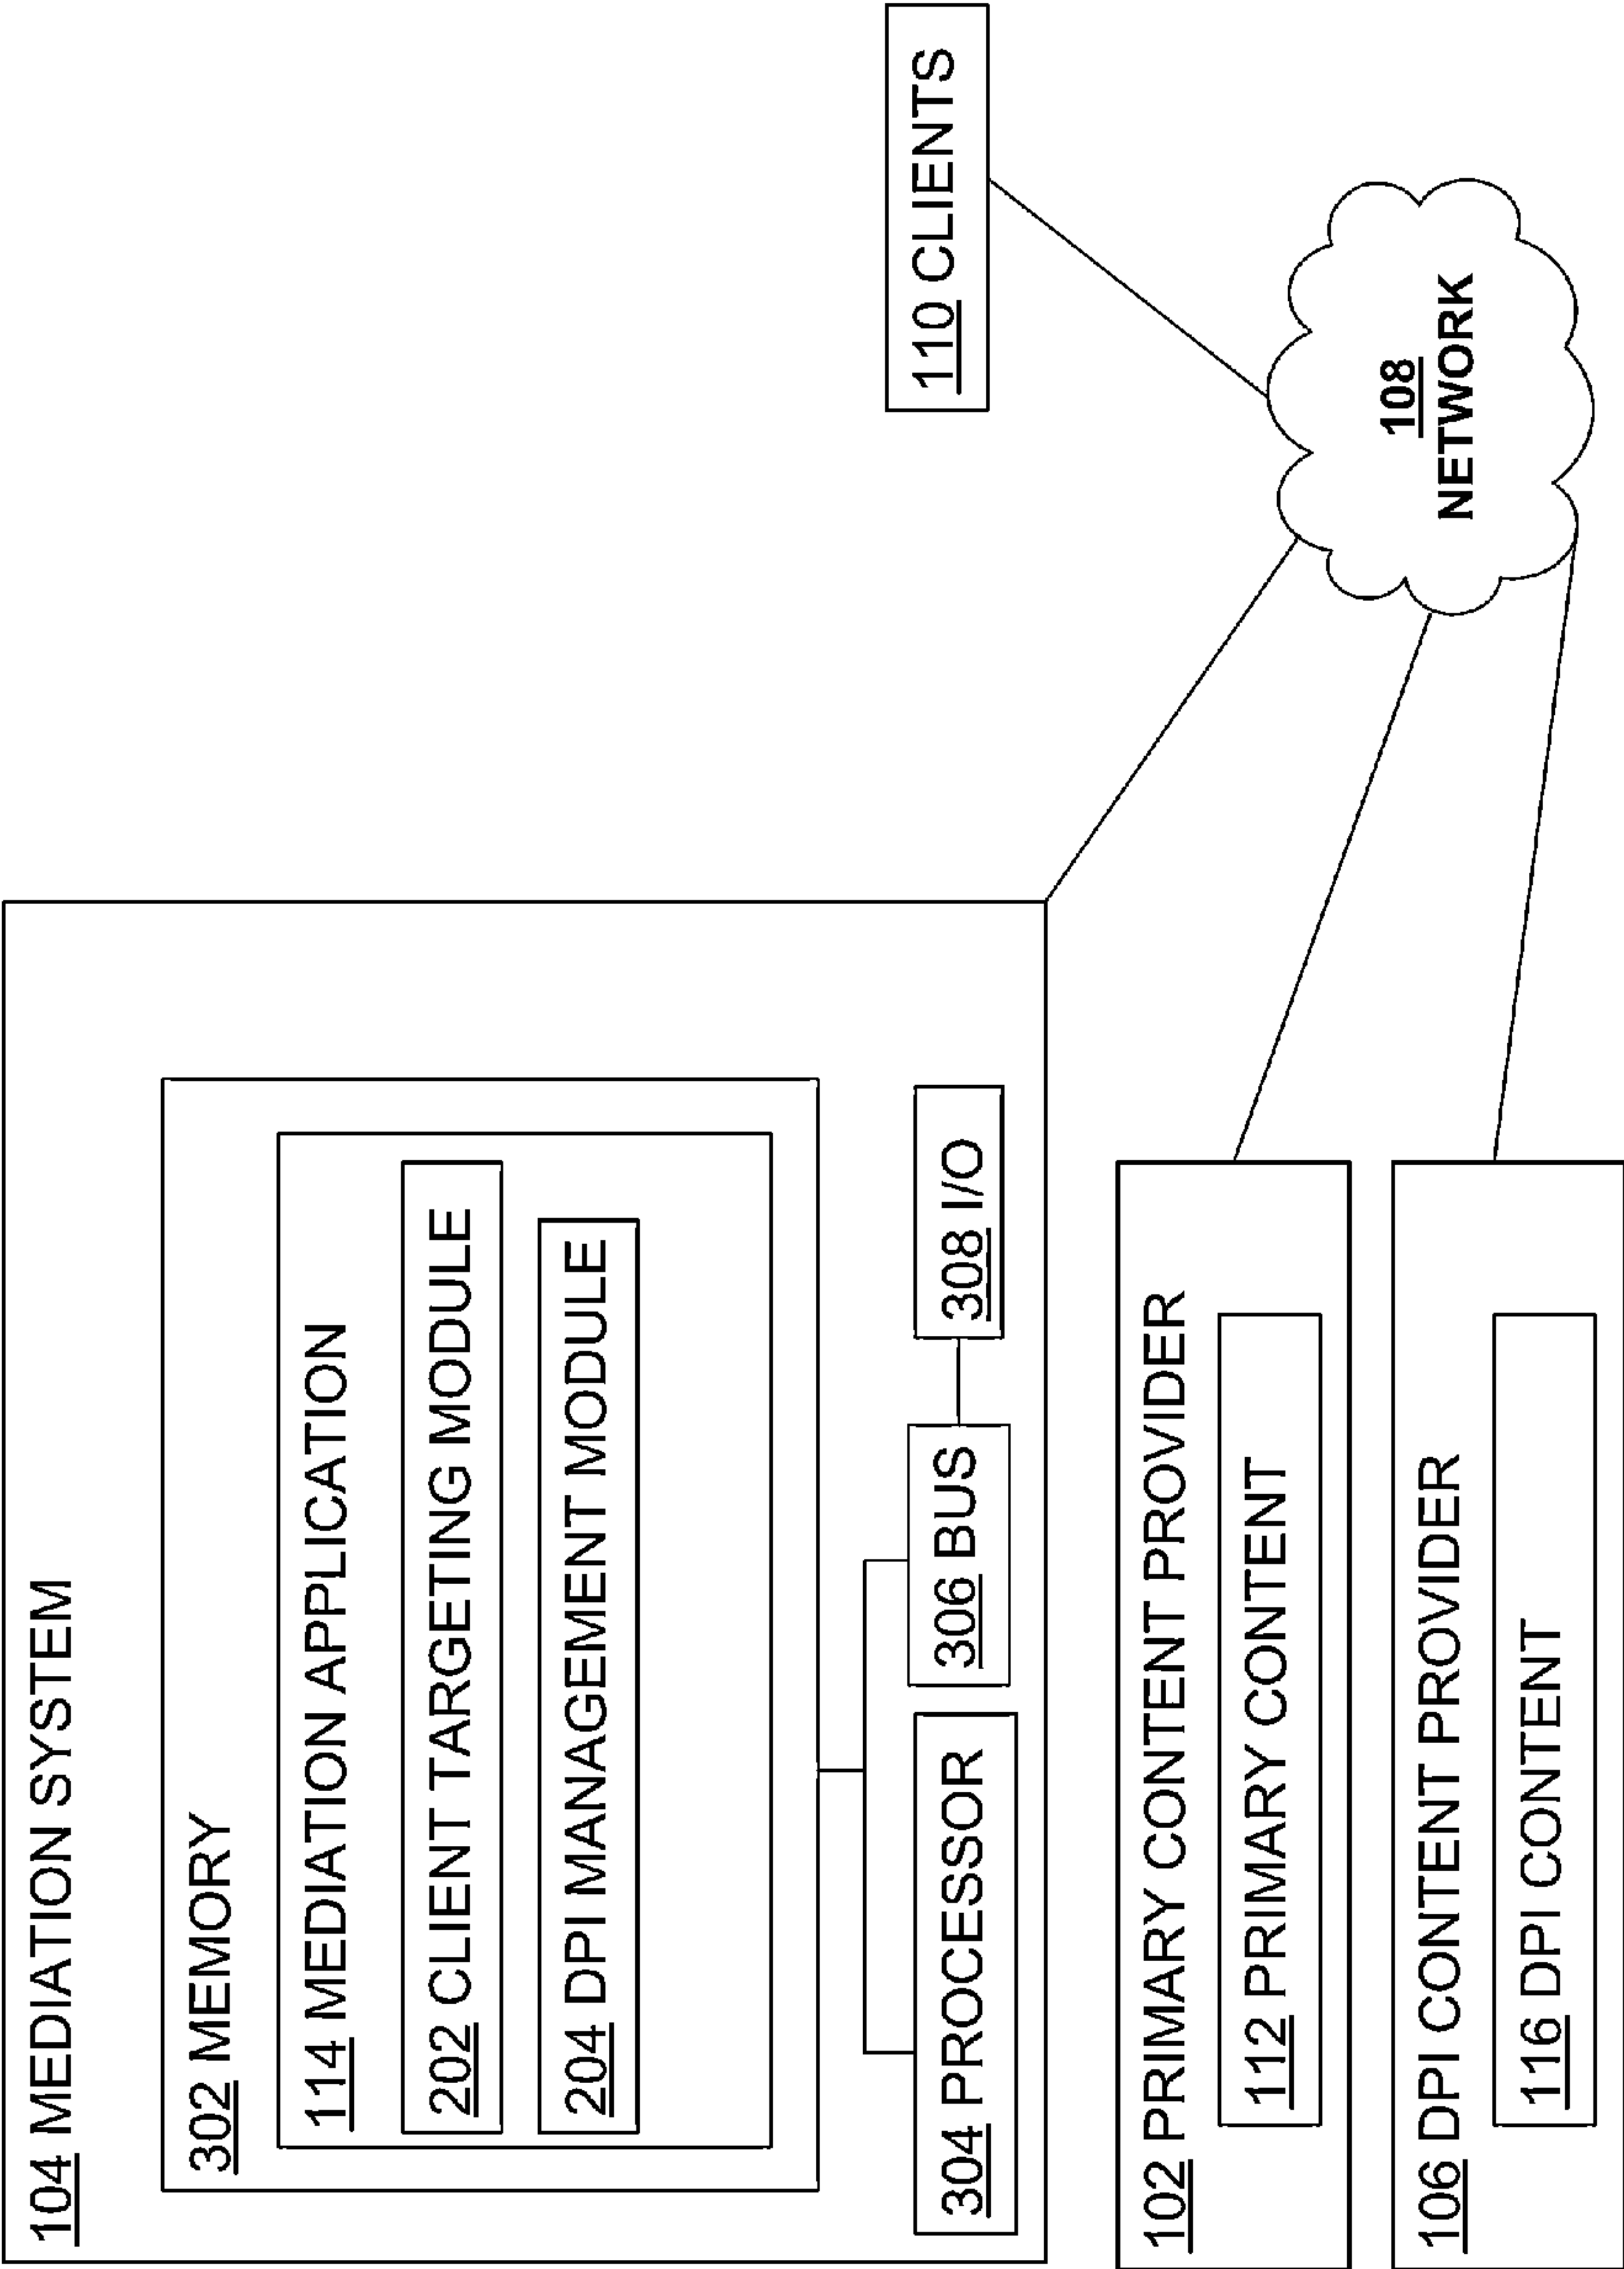 104 MEDIATION SYSTEM
302 MEMORY
114 MEDIATION APPLICATION
202 CLIENT TARGETING MODULE
204 DPI MANAGEMENT MODULE
304 PROCESSOR
306 BUS
308 I/O
110 CLIENTS
102 PRIMARY CONTENT PROVIDER
112 PRIMARY CONTENT
106 DPI CONTENT PROVIDER
116 DPI CONTENT
108
NETWORK